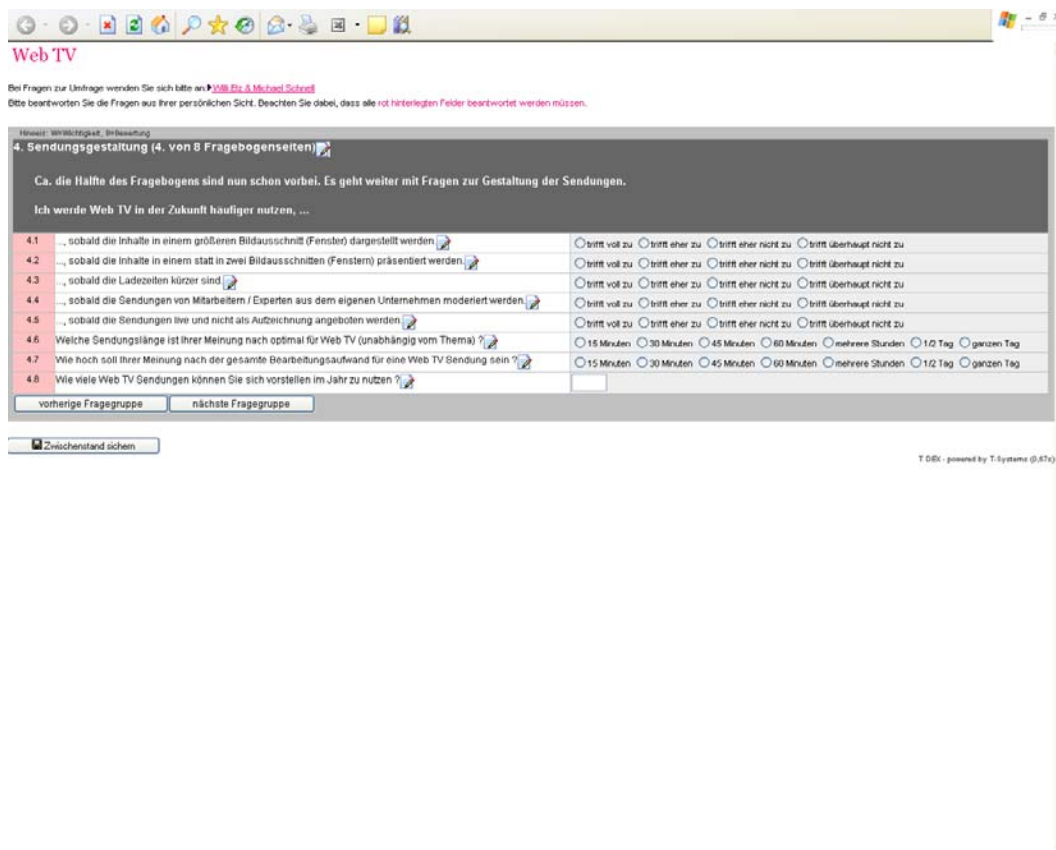 Web TV
Bei Fragen zur Umfrage wenden Sie sich bitte an: Willi Elz & Michael Schnell
Bitte beantworten Sie die Fragen aus Ihrer persönlichen Sicht. Beachten Sie dabei, dass alle rot hinterlegten Felder beantwortet werden müssen.
Hinweis: W=Wichtigkeit, B=Bewertung
4. Sendungsgestaltung (4. von 8 Fragebogenseiten)
Ca. die Hälfte des Fragebogens sind nun schon vorbei. Es geht weiter mit Fragen zur Gestaltung der Sendungen.
Ich werde Web TV in der Zukunft häufiger nutzen, ...
4.1 ..., sobald die Inhalte in einem größeren Bildausschnitt (Fenster) dargestellt werden. trifft voll zu trifft eher zu trifft eher nicht zu trifft überhaupt nicht zu
4.2 ..., sobald die Inhalte in einem statt in zwei Bildausschnitten (Fenstern) präsentiert werden. trifft voll zu trifft eher zu trifft eher nicht zu trifft überhaupt nicht zu
4.3 ..., sobald die Ladezeiten kürzer sind. trifft voll zu trifft eher zu trifft eher nicht zu trifft überhaupt nicht zu
4.4 ..., sobald die Sendungen von Mitarbeitern / Experten aus dem eigenen Unternehmen moderiert werden. trifft voll zu trifft eher zu trifft eher nicht zu trifft überhaupt nicht zu
4.5 ..., sobald die Sendungen live und nicht als Aufzeichnung angeboten werden. trifft voll zu trifft eher zu trifft eher nicht zu trifft überhaupt nicht zu
4.6 Welche Sendungslänge ist Ihrer Meinung nach optimal für Web TV (unabhängig vom Thema) ? 15 Minuten 30 Minuten 45 Minuten 60 Minuten mehrere Stunden 1/2 Tag ganzen Tag
4.7 Wie hoch soll Ihrer Meinung nach der gesamte Bearbeitungsaufwand für eine Web TV Sendung sein ? 15 Minuten 30 Minuten 45 Minuten 60 Minuten mehrere Stunden 1/2 Tag ganzen Tag
4.8 Wie viele Web TV Sendungen können Sie sich vorstellen im Jahr zu nutzen ?
vorherige Fragegruppe nächste Fragegruppe
Zwischenstand sichern
T DEX - powered by T-Systems (0,67s)